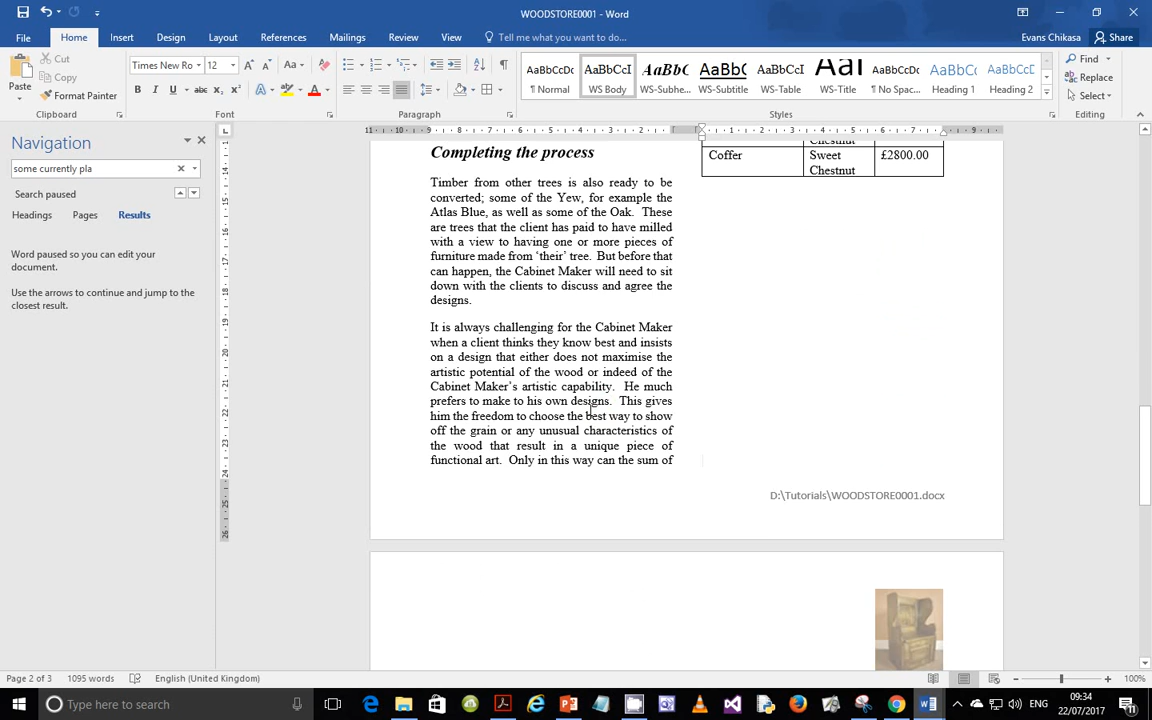 WOODSTORE0001 - Word
File Home Insert Design Layout References Mailings Review View Tell me what you want to do... Evans Chikasa Share
Paste Cut Copy Format Painter
Clipboard
Times New Ro 12
B I U abc x₂ x² A A
Font
Paragraph
AaBbCcDc AaBbCcI AaBbC AaBbC AaBbCcI AaI AaBbCcDc AaBbCc AaBbCcE
¶ Normal WS Body WS-Subhe... WS-Subtitle WS-Table WS-Title ¶ No Spac... Heading 1 Heading 2
Styles
Find
Replace
Select
Editing
Navigation
some currently pla
Search paused
Headings Pages Results
Word paused so you can edit your
document.
Use the arrows to continue and jump to the
closest result.
Completing the process
Timber from other trees is also ready to be
converted; some of the Yew, for example the
Atlas Blue, as well as some of the Oak. These
are trees that the client has paid to have milled
with a view to having one or more pieces of
furniture made from ‘their’ tree. But before that
can happen, the Cabinet Maker will need to sit
down with the clients to discuss and agree the
designs.
It is always challenging for the Cabinet Maker
when a client thinks they know best and insists
on a design that either does not maximise the
artistic potential of the wood or indeed of the
Cabinet Maker’s artistic capability. He much
prefers to make to his own designs. This gives
him the freedom to choose the best way to show
off the grain or any unusual characteristics of
the wood that result in a unique piece of
functional art. Only in this way can the sum of
Chestnut
Coffer Sweet £2800.00
Chestnut
D:\Tutorials\WOODSTORE0001.docx
Page 2 of 3 1095 words English (United Kingdom) 100%
Type here to search
ENG
09:34
22/07/2017
11